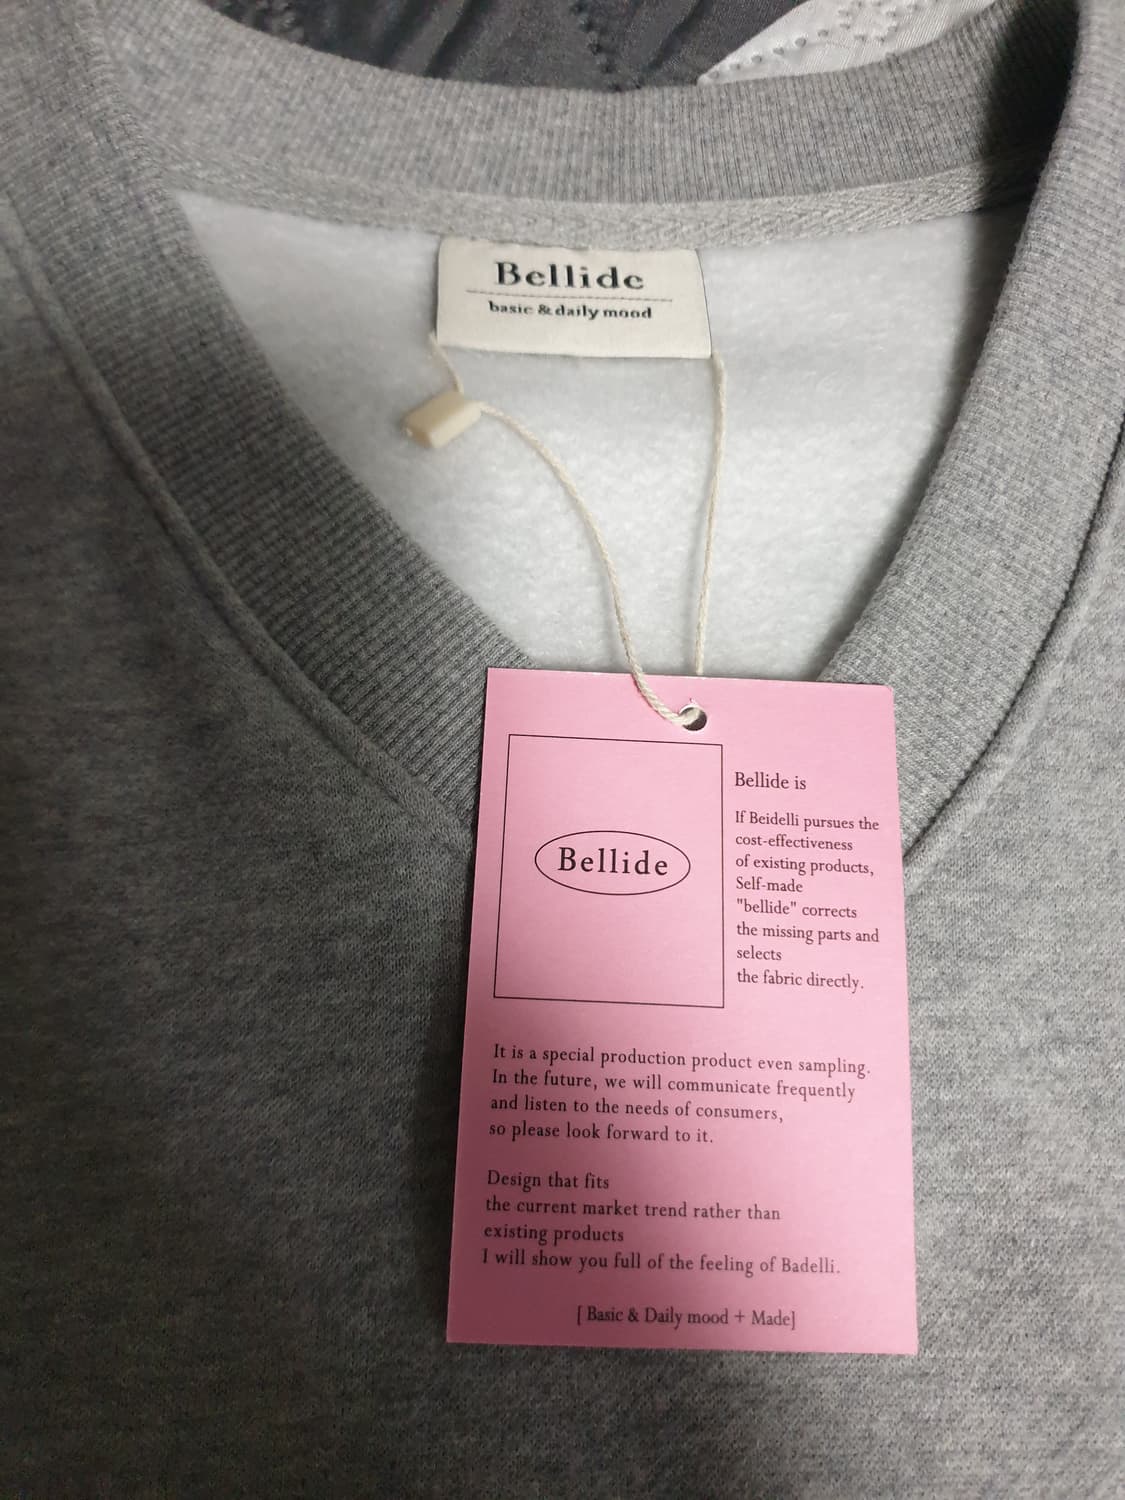 Bellide
basic & daily mood
Bellide
Bellide is
If Beidelli pursues the
cost-effectiveness
of existing products,
Self-made
"bellide" corrects
the missing parts and
selects
the fabric directly.
It is a special production product even sampling.
In the future, we will communicate frequently
and listen to the needs of consumers,
so please look forward to it.
Design that fits
the current market trend rather than
existing products
I will show you full of the feeling of Badelli.
[ Basic & Daily mood + Made]